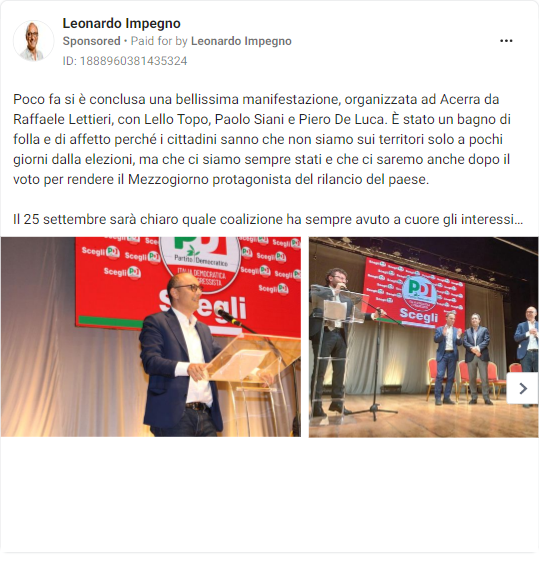 Leonardo Impegno
Sponsored • Paid for by Leonardo Impegno
ID: 1888960381435324
Poco fa si è conclusa una bellissima manifestazione, organizzata ad Acerra da
Raffaele Lettieri, con Lello Topo, Paolo Siani e Piero De Luca. È stato un bagno di
folla e di affetto perché i cittadini sanno che non siamo sui territori solo a pochi
giorni dalla elezioni, ma che ci siamo sempre stati e che ci saremo anche dopo il
voto per rendere il Mezzogiorno protagonista del rilancio del paese.
Il 25 settembre sarà chiaro quale coalizione ha sempre avuto a cuore gli interessi...
PD
Partito Democratico
ITALIA DEMOCRATICA
Scegli
Scegli PD
PD
Scegli